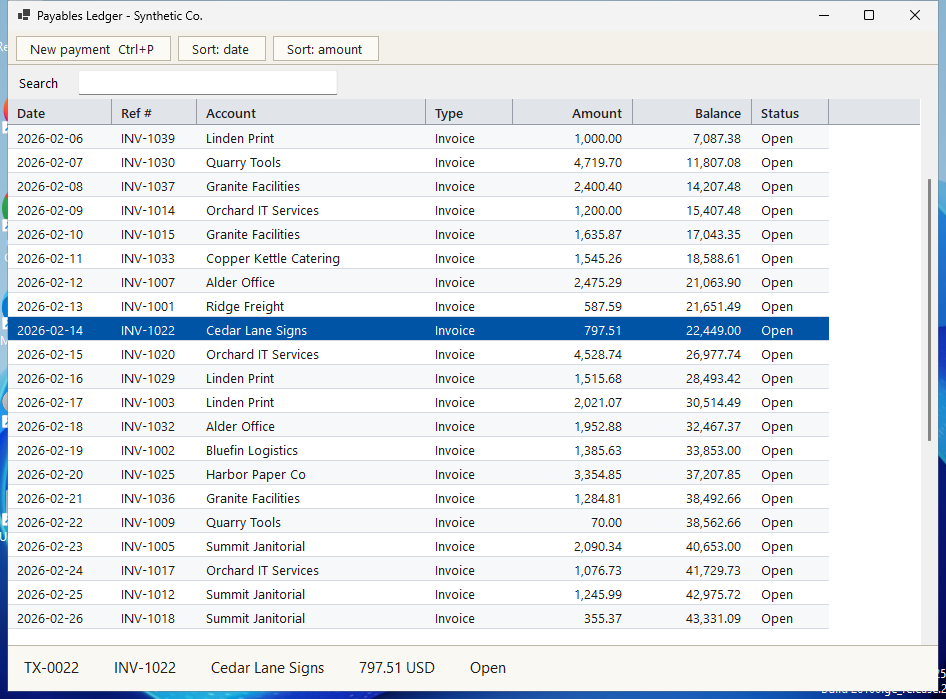 Payables Ledger - Synthetic Co.
New payment Ctrl+P Sort: date Sort: amount
Search
Date Ref # Account Type Amount Balance Status
2026-02-06 INV-1039 Linden Print Invoice 1,000.00 7,087.38 Open
2026-02-07 INV-1030 Quarry Tools Invoice 4,719.70 11,807.08 Open
2026-02-08 INV-1037 Granite Facilities Invoice 2,400.40 14,207.48 Open
2026-02-09 INV-1014 Orchard IT Services Invoice 1,200.00 15,407.48 Open
2026-02-10 INV-1015 Granite Facilities Invoice 1,635.87 17,043.35 Open
2026-02-11 INV-1033 Copper Kettle Catering Invoice 1,545.26 18,588.61 Open
2026-02-12 INV-1007 Alder Office Invoice 2,475.29 21,063.90 Open
2026-02-13 INV-1001 Ridge Freight Invoice 587.59 21,651.49 Open
2026-02-14 INV-1022 Cedar Lane Signs Invoice 797.51 22,449.00 Open
2026-02-15 INV-1020 Orchard IT Services Invoice 4,528.74 26,977.74 Open
2026-02-16 INV-1029 Linden Print Invoice 1,515.68 28,493.42 Open
2026-02-17 INV-1003 Linden Print Invoice 2,021.07 30,514.49 Open
2026-02-18 INV-1032 Alder Office Invoice 1,952.88 32,467.37 Open
2026-02-19 INV-1002 Bluefin Logistics Invoice 1,385.63 33,853.00 Open
2026-02-20 INV-1025 Harbor Paper Co Invoice 3,354.85 37,207.85 Open
2026-02-21 INV-1036 Granite Facilities Invoice 1,284.81 38,492.66 Open
2026-02-22 INV-1009 Quarry Tools Invoice 70.00 38,562.66 Open
2026-02-23 INV-1005 Summit Janitorial Invoice 2,090.34 40,653.00 Open
2026-02-24 INV-1017 Orchard IT Services Invoice 1,076.73 41,729.73 Open
2026-02-25 INV-1012 Summit Janitorial Invoice 1,245.99 42,975.72 Open
2026-02-26 INV-1018 Summit Janitorial Invoice 355.37 43,331.09 Open
TX-0022 INV-1022 Cedar Lane Signs 797.51 USD Open